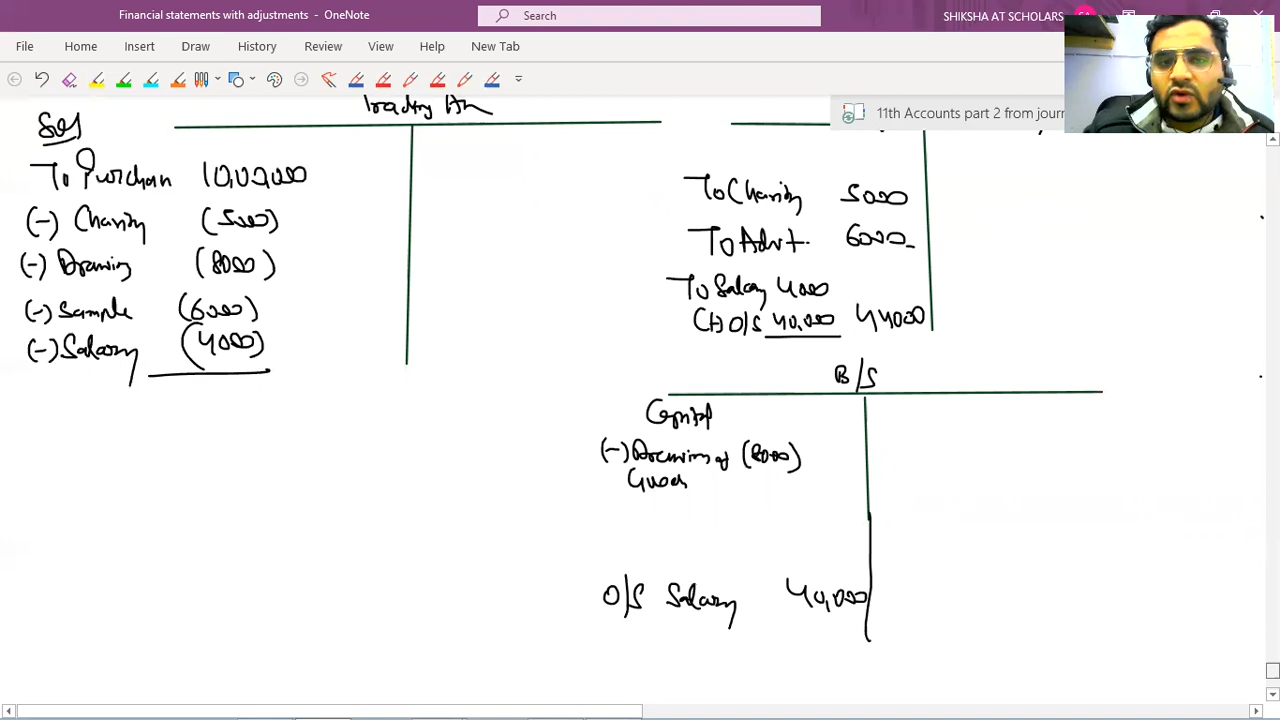 Financial statements with adjustments - OneNote
Search
SHIKSHA AT SCHOLARS
File Home Insert Draw History Review View Help New Tab
11th Accounts part 2 from journ
Trading A/c
Sol
To Purchase 10,00,000
(-) Charity (5000)
(-) Drawing (8000)
(-) Sample (6000)
(-) Salary (4000)
To Charity 5000
To Advt. 6000
To Salary 4000
(+) O/S 40,000 44000
B/S
Capital
(-) Drawing of (8000)
Goods
O/S Salary 40,000